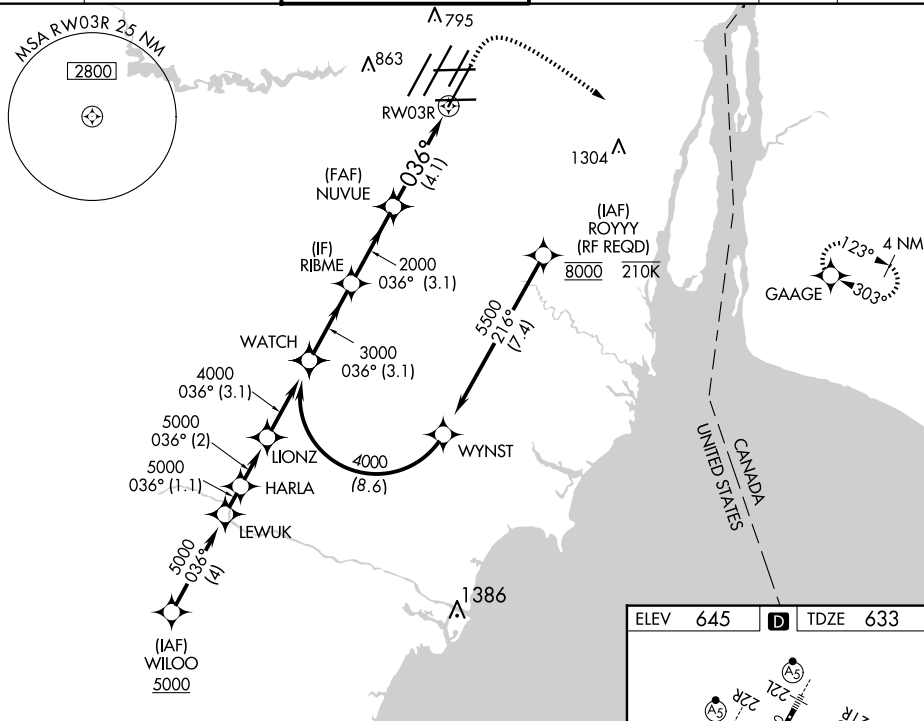 MSA RW03R 25 NM
2800
795
863
RW03R
036°
(4.1)
1304
(FAF)
NUVUE
(IAF)
ROYYY
(RF REQD)
8000 210K
(IF)
RIBME
2000
036° (3.1)
123°
4 NM
303°
GAAGE
5500
216°
(7.4)
WATCH
3000
036° (3.1)
4000
036° (3.1)
5000
036° (2)
LIONZ
WYNST
4000
(8.6)
5000
036° (1.1)
HARLA
LEWUK
CANADA
UNITED STATES
5000
036°
(4)
1386
(IAF)
WILOO
5000
ELEV 645 D TDZE 633
A5
22L
22R
A5
21R